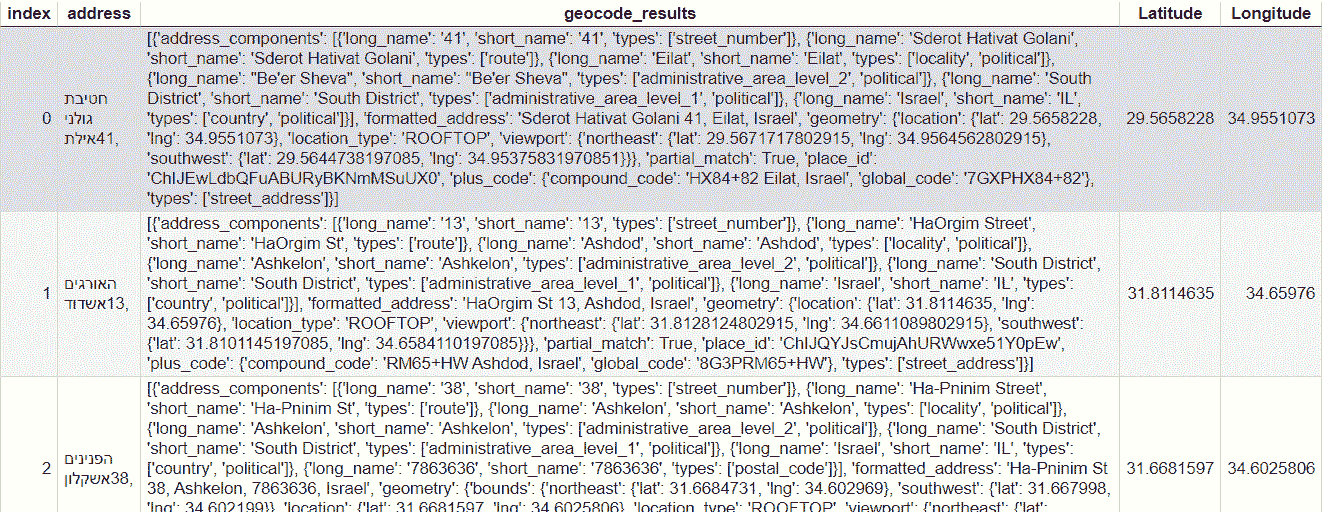 index address geocode_results Latitude Longitude
[{'address_components': [{'long_name': '41', 'short_name': '41', 'types': ['street_number']}, {'long_name': 'Sderot Hativat Golani',
'short_name': 'Sderot Hativat Golani', 'types': ['route']}, {'long_name': 'Eilat', 'short_name': 'Eilat', 'types': ['locality', 'political']},
{'long_name': "Be'er Sheva", 'short_name': "Be'er Sheva", 'types': ['administrative_area_level_2', 'political']}, {'long_name': 'South
District', 'short_name': 'South District', 'types': ['administrative_area_level_1', 'political']}, {'long_name': 'Israel', 'short_name': 'IL',
'types': ['country', 'political']}], 'formatted_address': 'Sderot Hativat Golani 41, Eilat, Israel', 'geometry': {'location': {'lat': 29.5658228,
'lng': 34.9551073}, 'location_type': 'ROOFTOP', 'viewport': {'northeast': {'lat': 29.5671717802915, 'lng': 34.9564562802915},
'southwest': {'lat': 29.5644738197085, 'lng': 34.95375831970851}}}, 'partial_match': True, 'place_id':
'ChIJEwLdbQFuABURyBKNmMSuUX0', 'plus_code': {'compound_code': 'HX84+82 Eilat, Israel', 'global_code': '7GXPHX84+82'},
'types': ['street_address']}]
0
חטיבת
גולני
41אילת,
29.5658228 34.9551073
[{'address_components': [{'long_name': '13', 'short_name': '13', 'types': ['street_number']}, {'long_name': 'HaOrgim Street',
'short_name': 'HaOrgim St', 'types': ['route']}, {'long_name': 'Ashdod', 'short_name': 'Ashdod', 'types': ['locality', 'political']},
{'long_name': 'Ashkelon', 'short_name': 'Ashkelon', 'types': ['administrative_area_level_2', 'political']}, {'long_name': 'South District',
'short_name': 'South District', 'types': ['administrative_area_level_1', 'political']}, {'long_name': 'Israel', 'short_name': 'IL', 'types':
['country', 'political']}], 'formatted_address': 'HaOrgim St 13, Ashdod, Israel', 'geometry': {'location': {'lat': 31.8114635, 'lng':
34.65976}, 'location_type': 'ROOFTOP', 'viewport': {'northeast': {'lat': 31.8128124802915, 'lng': 34.6611089802915}, 'southwest':
{'lat': 31.8101145197085, 'lng': 34.6584110197085}}}, 'partial_match': True, 'place_id': 'ChIJQYJsCmujAhURWwxe51Y0pEw',
'plus_code': {'compound_code': 'RM65+HW Ashdod, Israel', 'global_code': '8G3PRM65+HW'}, 'types': ['street_address']}]
1
האורגים
13אשדוד,
31.8114635 34.65976
[{'address_components': [{'long_name': '38', 'short_name': '38', 'types': ['street_number']}, {'long_name': 'Ha-Pninim Street',
'short_name': 'Ha-Pninim St', 'types': ['route']}, {'long_name': 'Ashkelon', 'short_name': 'Ashkelon', 'types': ['locality', 'political']},
{'long_name': 'Ashkelon', 'short_name': 'Ashkelon', 'types': ['administrative_area_level_2', 'political']}, {'long_name': 'South District',
'short_name': 'South District', 'types': ['administrative_area_level_1', 'political']}, {'long_name': 'Israel', 'short_name': 'IL', 'types':
['country', 'political']}, {'long_name': '7863636', 'short_name': '7863636', 'types': ['postal_code']}], 'formatted_address': 'Ha-Pninim St
38, Ashkelon, 7863636, Israel', 'geometry': {'bounds': {'northeast': {'lat': 31.6684731, 'lng': 34.602969}, 'southwest': {'lat': 31.667998,
'lng': 34.602199}}, 'location': {'lat': 31.6681597, 'lng': 34.6025806}, 'location_type': 'ROOFTOP', 'viewport': {'northeast': {'lat':
2
הפנינים
38אשקלון,
31.6681597 34.6025806